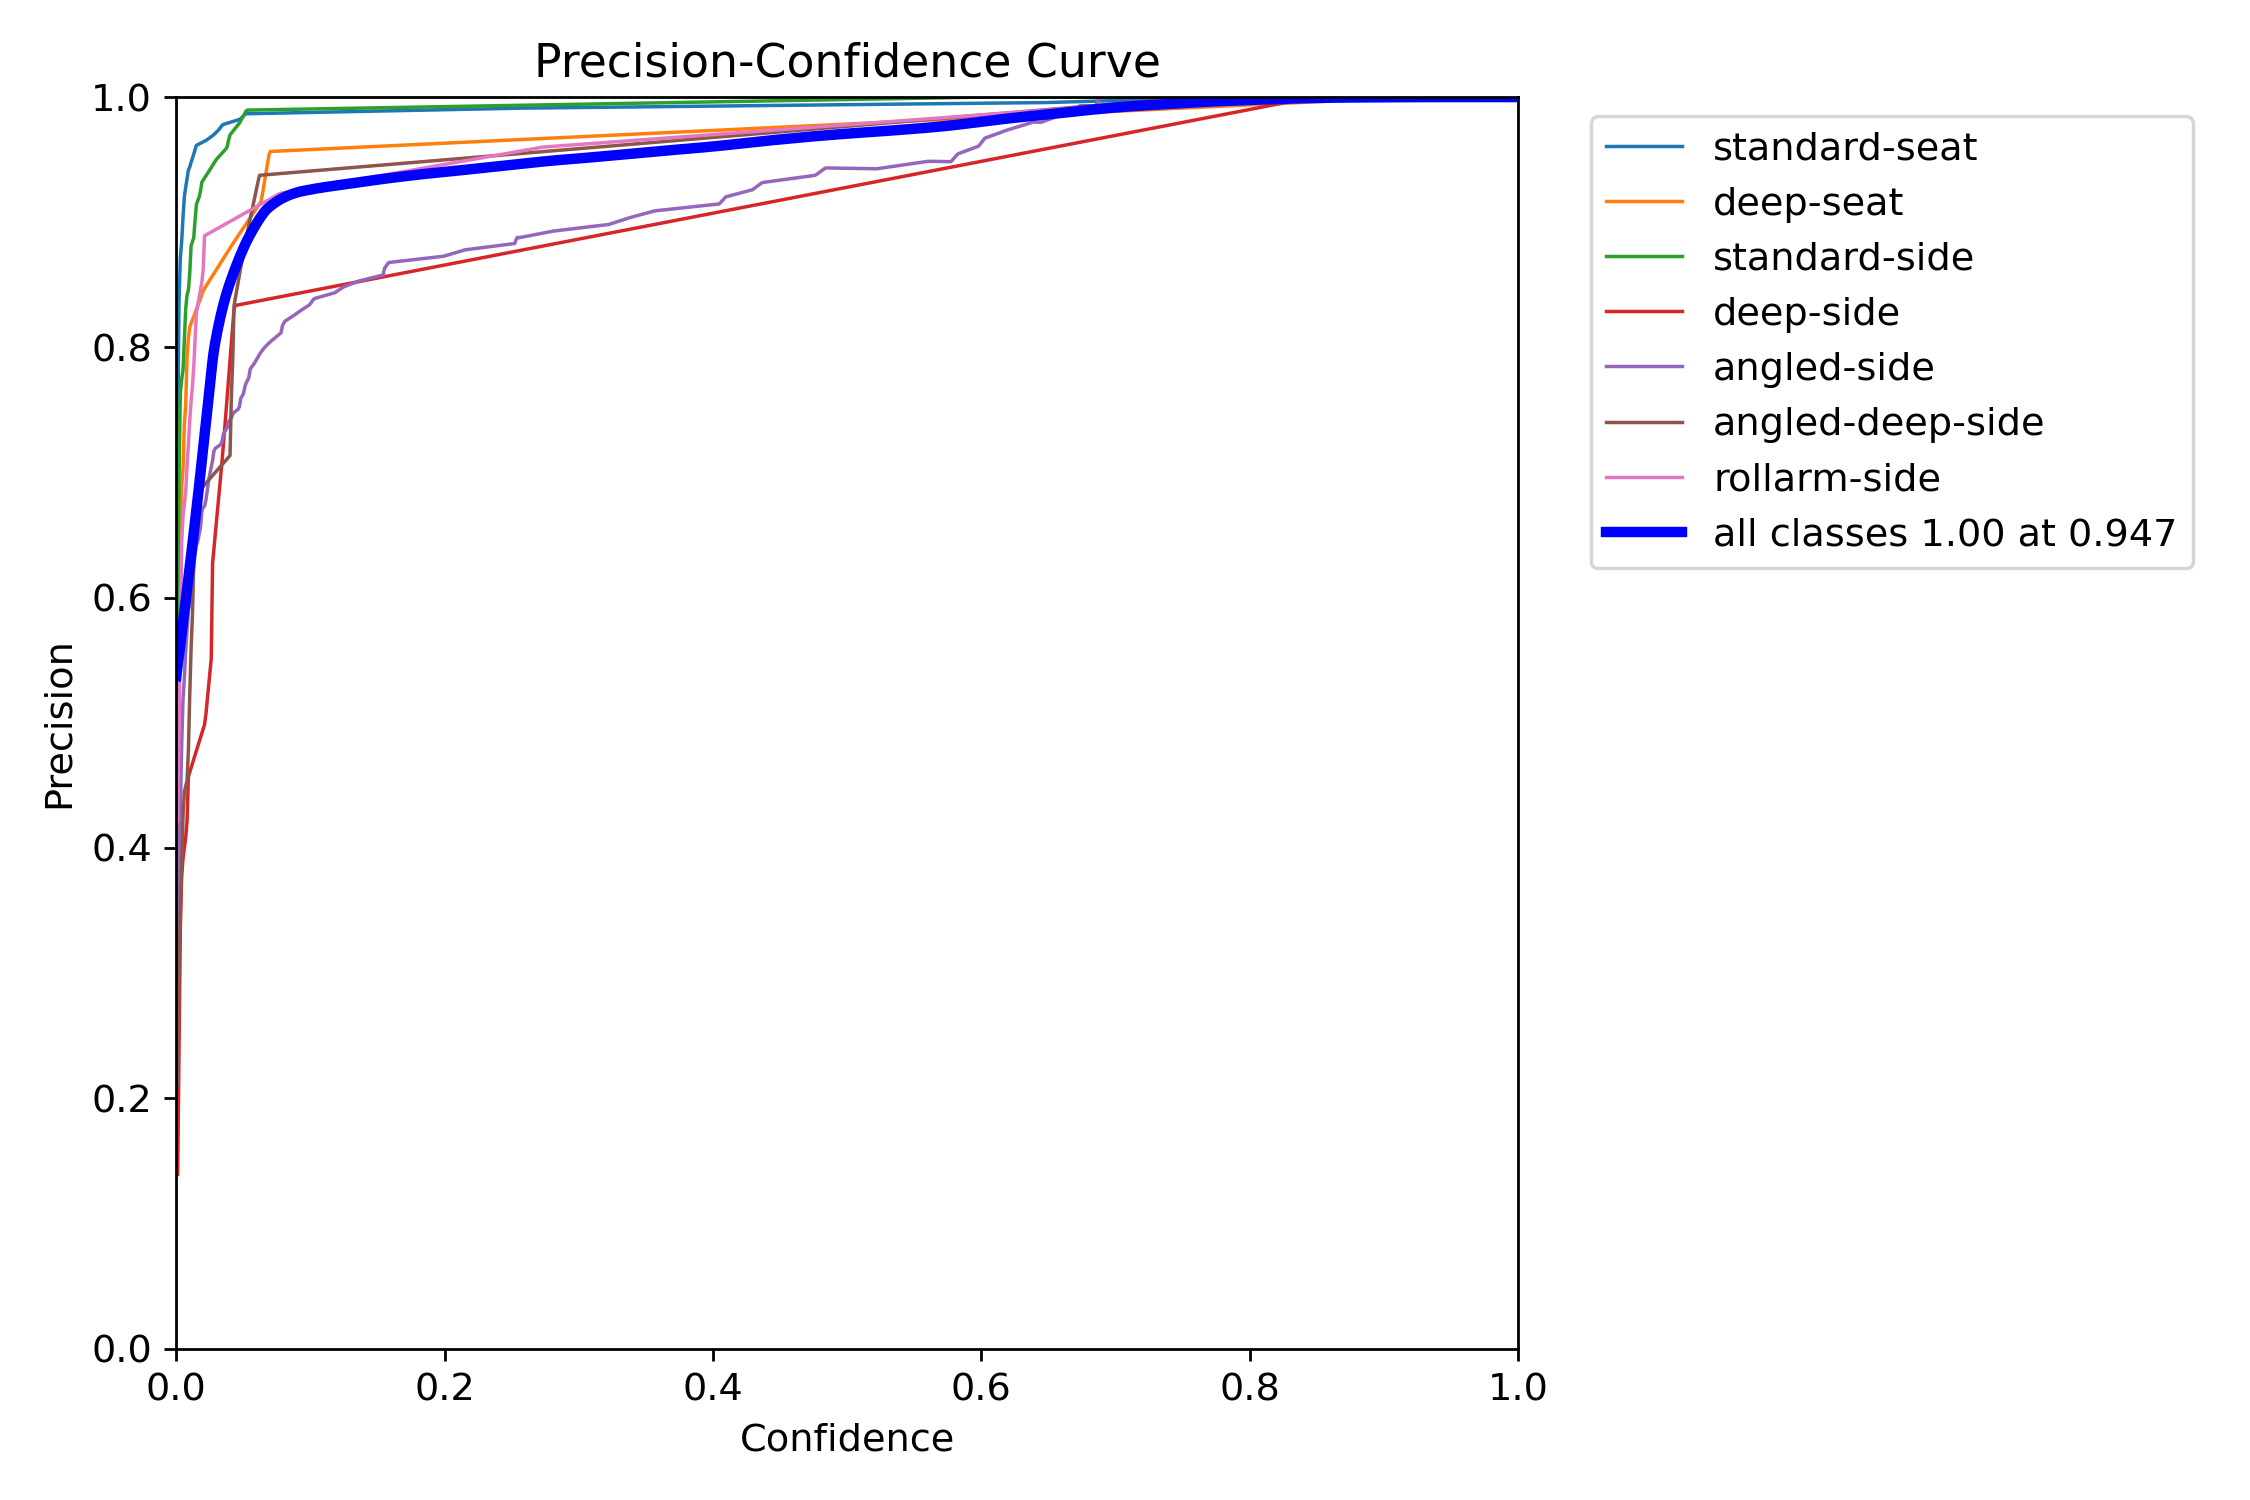 Precision-Confidence Curve
1.0
0.8
0.6
0.4
0.2
0.0
Precision
0.0 0.2 0.4 0.6 0.8 1.0
Confidence
standard-seat
deep-seat
standard-side
deep-side
angled-side
angled-deep-side
rollarm-side
all classes 1.00 at 0.947